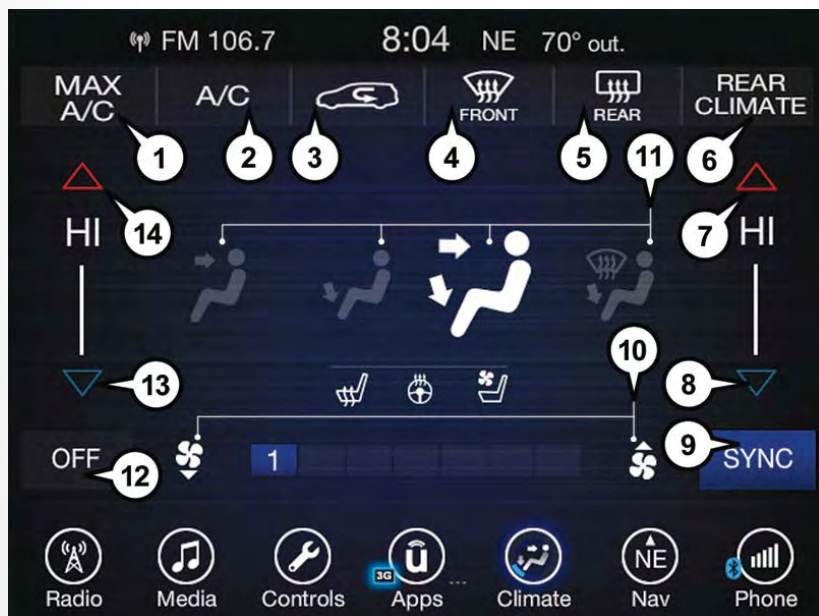 FM 106.7 8:04 NE 70° out.
MAX A/C
A/C
FRONT
REAR
REAR CLIMATE
1
2
3
4
5
6
11
14
7
HI
HI
10
13
8
OFF
12
1
9
SYNC
NE
3G
Radio
Media
Controls
Apps
...
Climate
Nav
Phone